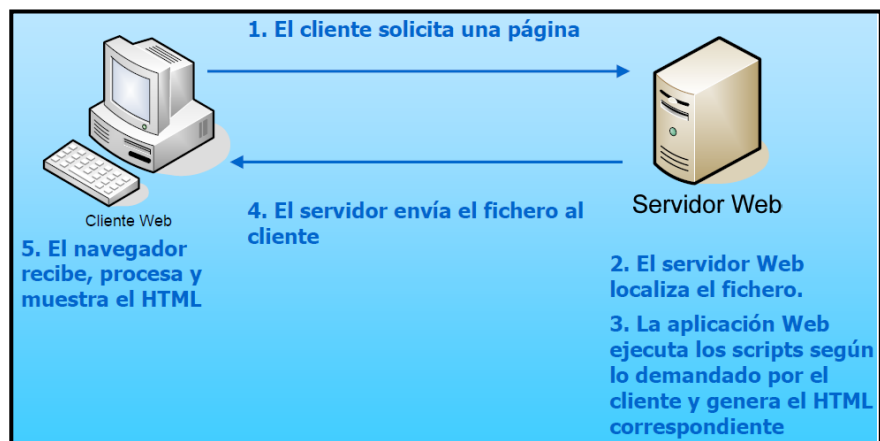 1. El cliente solicita una página
Cliente Web
Servidor Web
4. El servidor envía el fichero al
cliente
5. El navegador
recibe, procesa y
muestra el HTML
2. El servidor Web
localiza el fichero.
3. La aplicación Web
ejecuta los scripts según
lo demandado por el
cliente y genera el HTML
correspondiente